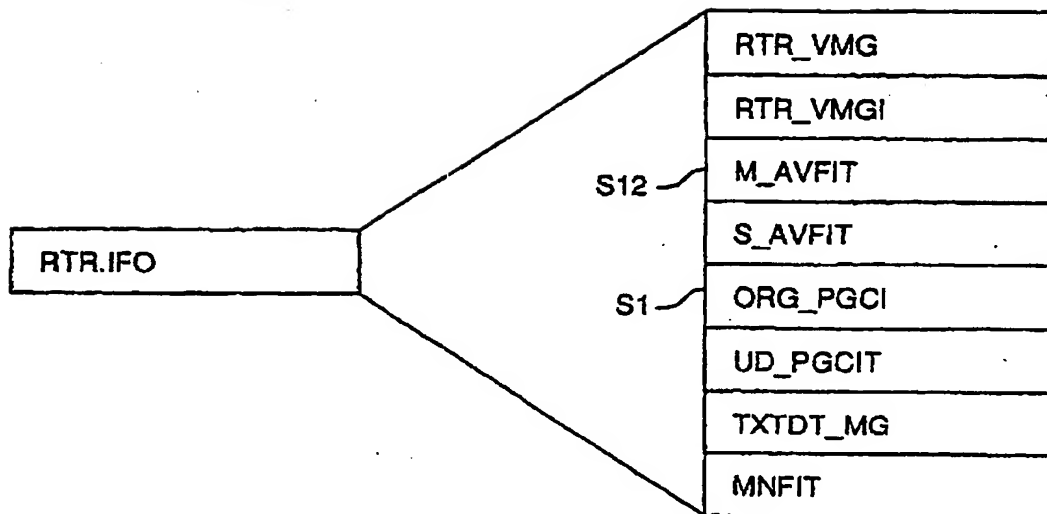 RTR.IFO
RTR_VMG
RTR_VMGI
S12
M_AVFIT
S_AVFIT
S1
ORG_PGCI
UD_PGCIT
TXTDT_MG
MNFIT